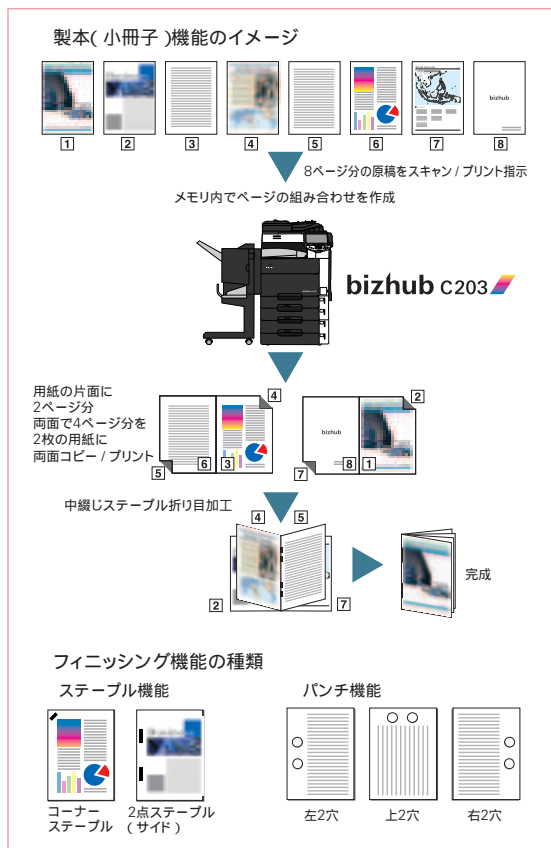 製本( 小冊子 )機能のイメージ
bizhub
1 2 3 4 5 6 7 8
8ページ分の原稿をスキャン / プリント指示
メモリ内でページの組み合わせを作成
bizhub C203
用紙の片面に
2ページ分
両面で4ページ分を
2枚の用紙に
両面コピー / プリント
4
5
6 3
2
bizhub
7
8 1
中綴じステープル折り目加工
4 5
2 7
完成
フィニッシング機能の種類
ステープル機能
パンチ機能
コーナー
ステープル
2点ステープル
( サイド )
左2穴
上2穴
右2穴